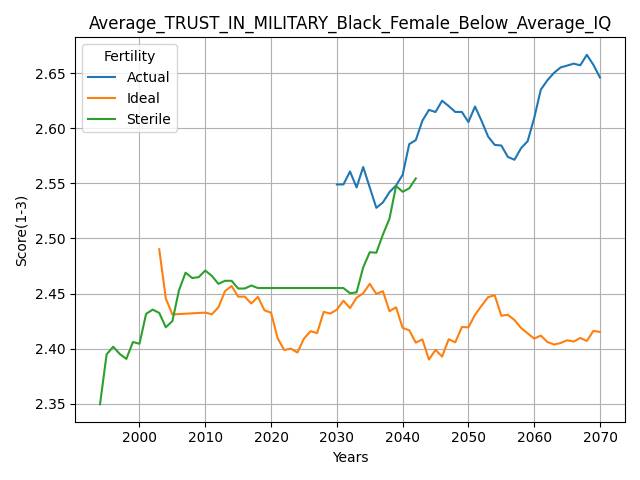 Average_TRUST_IN_MILITARY_Black_Female_Below_Average_IQ
Fertility
Actual
Ideal
Sterile
Score(1-3)
2.65
2.60
2.55
2.50
2.45
2.40
2.35
2000 2010 2020 2030 2040 2050 2060 2070
Years